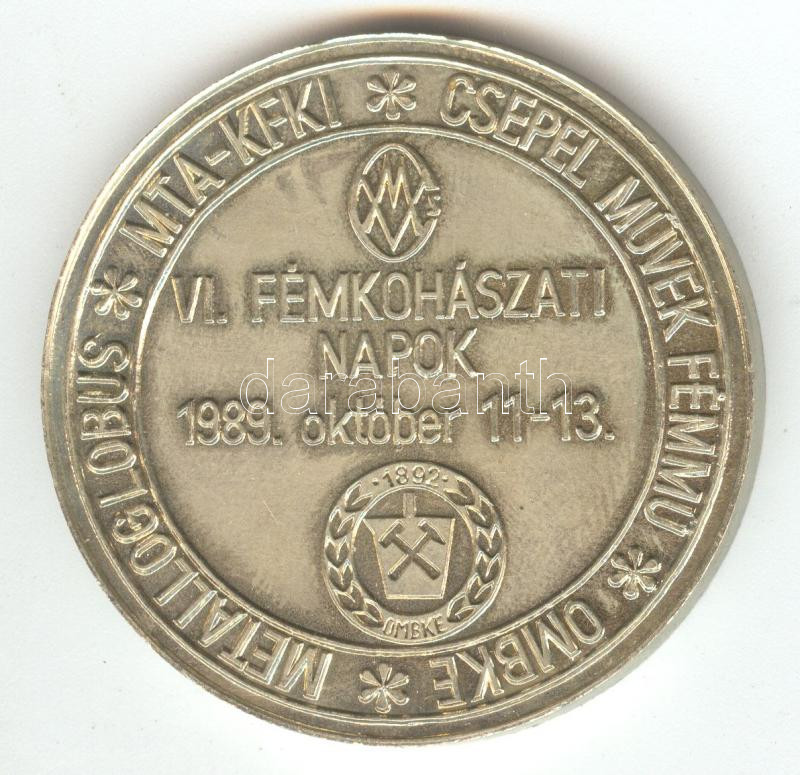 MTA-KFKI * CSEPEL MŰVEK FÉMMŰ * OMBKE * METALLOGLOBUS *
VI. FÉMKOHÁSZATI
NAPOK
darabanth
1989. október 11-13.
·1892·
OMBKE